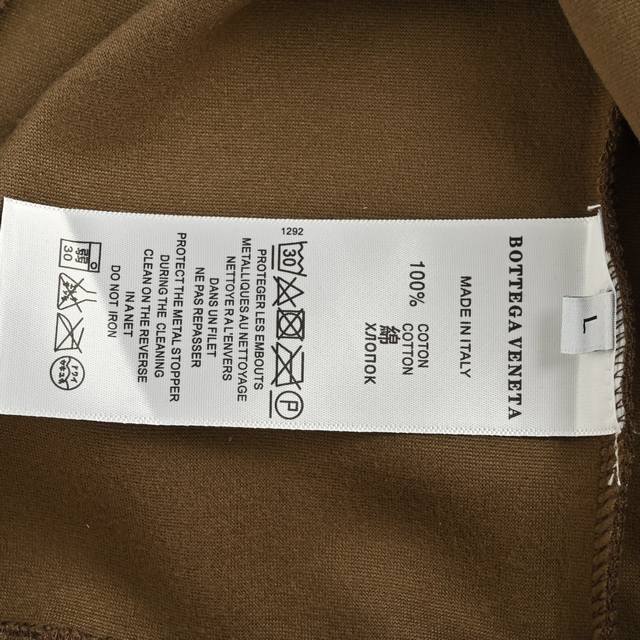 BOTTEGA VENETA
L
MADE IN ITALY
100% COTON
COTTON
綿
ХЛОПОК
1292
30
P
PROTEGER LES EMBOUTS
METALLIQUES AU NETTOYAGE
NETTOYER A L'ENVERS
DANS UN FILET
NE PAS REPASSER
PROTECT THE METAL STOPPER
DURING THE CLEANING
CLEAN ON THE REVERSE
IN A NET
DO NOT IRON
弱
30